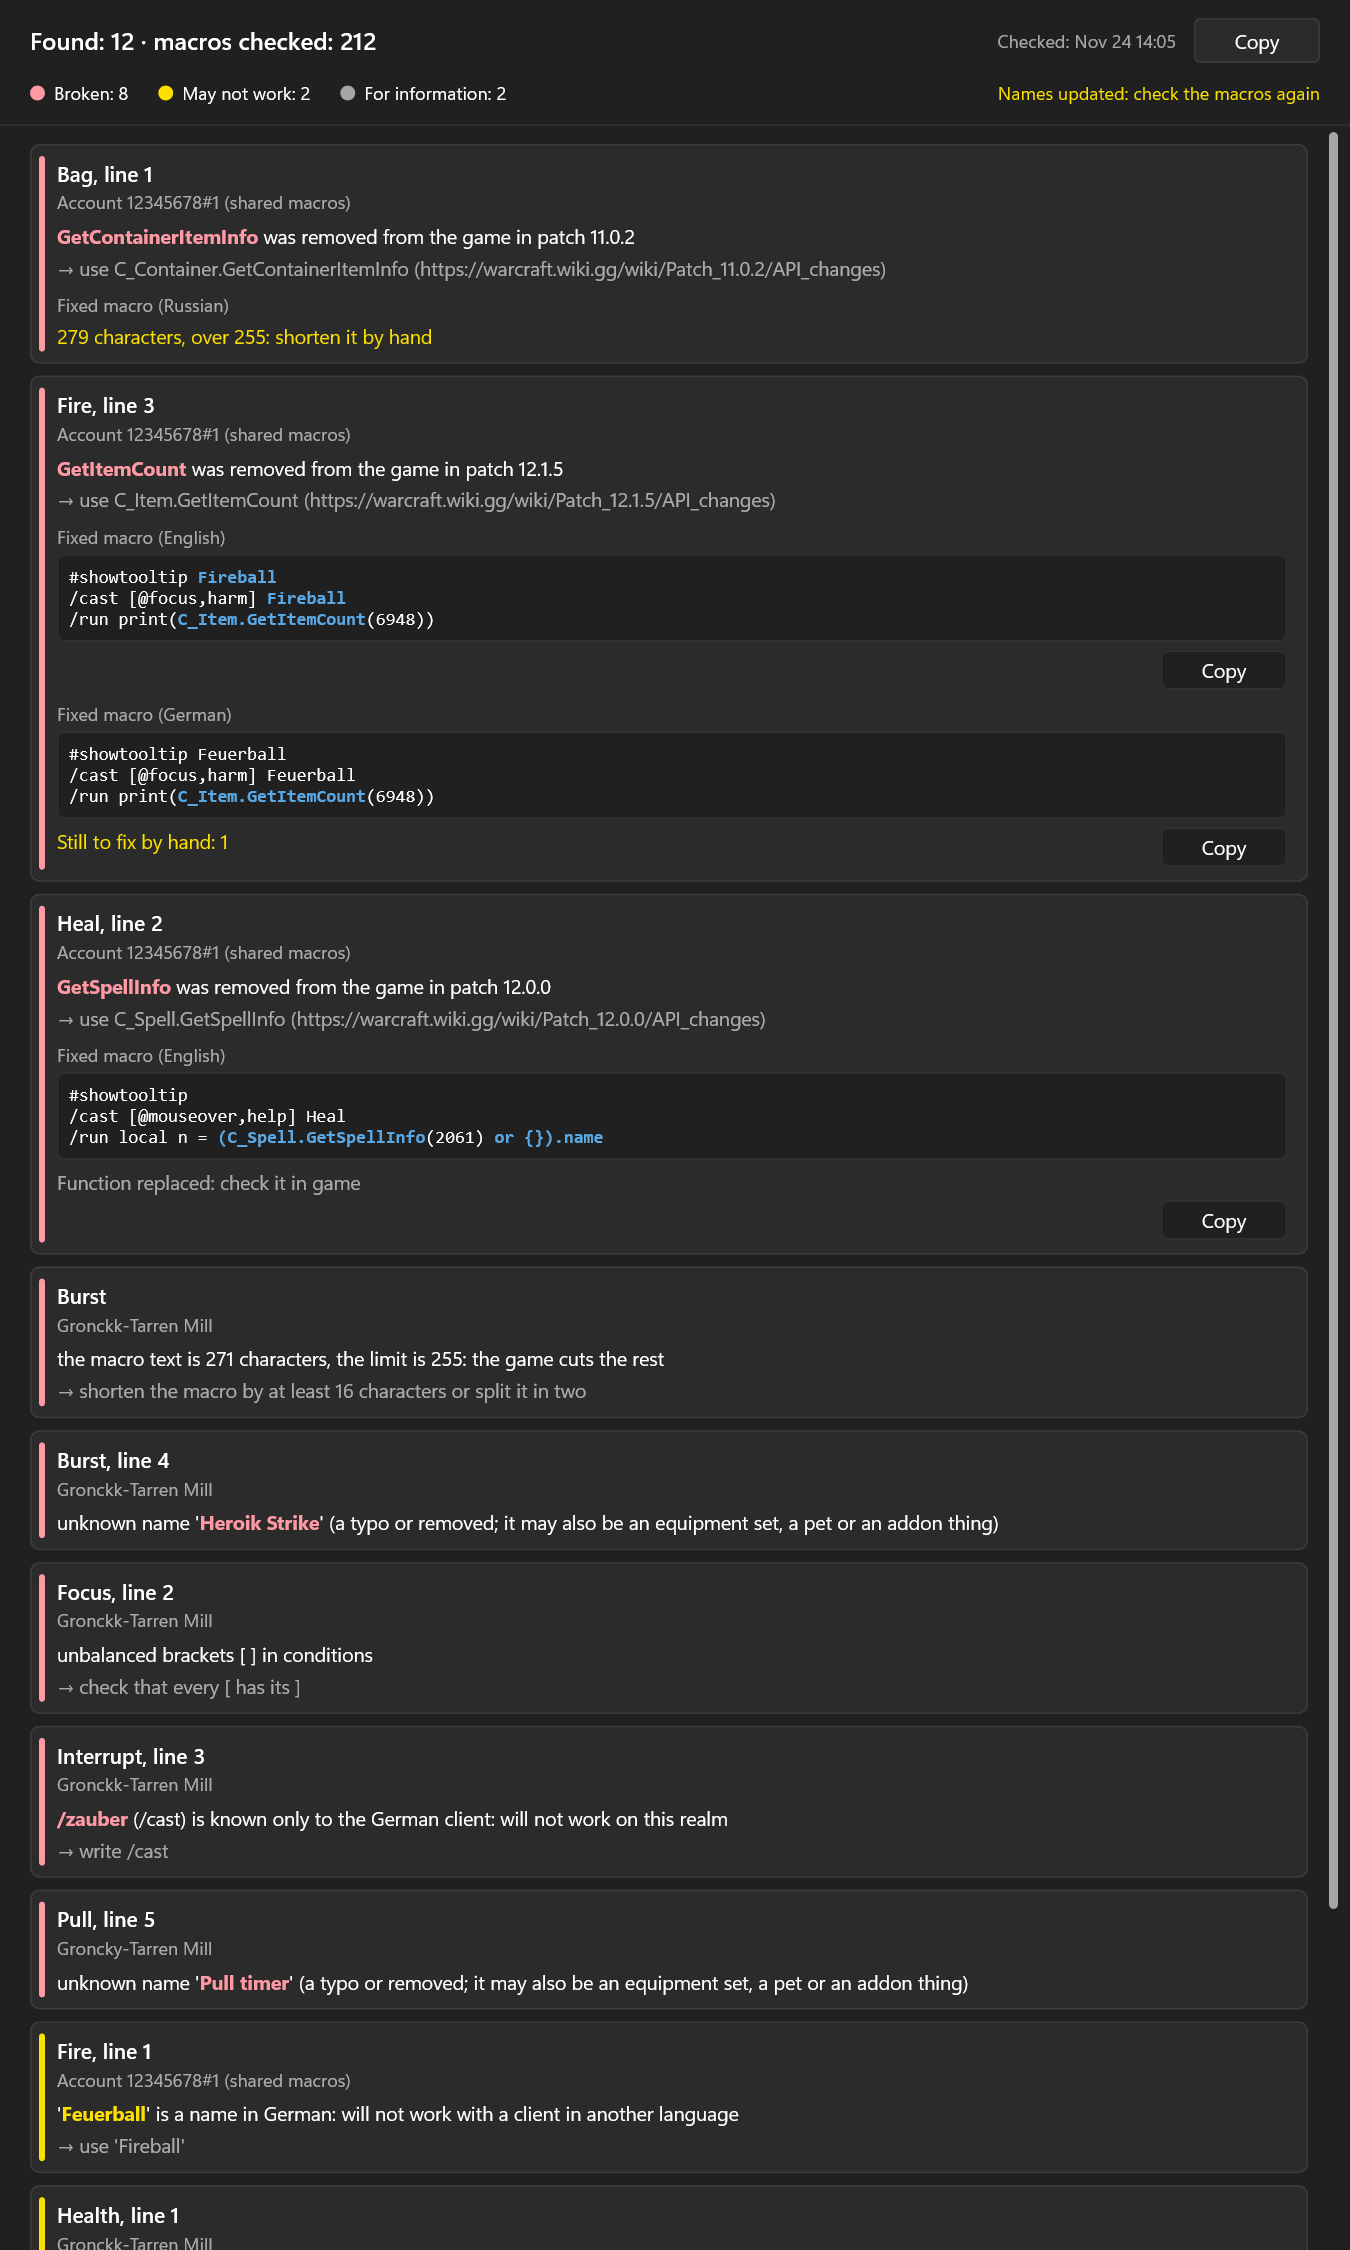 Found: 12 · macros checked: 212
Checked: Nov 24 14:05
Copy
Broken: 8
May not work: 2
For information: 2
Names updated: check the macros again
Bag, line 1
Account 12345678#1 (shared macros)
GetContainerItemInfo was removed from the game in patch 11.0.2
→ use C_Container.GetContainerItemInfo (https://warcraft.wiki.gg/wiki/Patch_11.0.2/API_changes)
Fixed macro (Russian)
279 characters, over 255: shorten it by hand
Fire, line 3
Account 12345678#1 (shared macros)
GetItemCount was removed from the game in patch 12.1.5
→ use C_Item.GetItemCount (https://warcraft.wiki.gg/wiki/Patch_12.1.5/API_changes)
Fixed macro (English)
#showtooltip Fireball
/cast [@focus,harm] Fireball
/run print(C_Item.GetItemCount(6948))
Copy
Fixed macro (German)
#showtooltip Feuerball
/cast [@focus,harm] Feuerball
/run print(C_Item.GetItemCount(6948))
Still to fix by hand: 1
Copy
Heal, line 2
Account 12345678#1 (shared macros)
GetSpellInfo was removed from the game in patch 12.0.0
→ use C_Spell.GetSpellInfo (https://warcraft.wiki.gg/wiki/Patch_12.0.0/API_changes)
Fixed macro (English)
#showtooltip
/cast [@mouseover,help] Heal
/run local n = (C_Spell.GetSpellInfo(2061) or {}).name
Function replaced: check it in game
Copy
Burst
Gronckk-Tarren Mill
the macro text is 271 characters, the limit is 255: the game cuts the rest
→ shorten the macro by at least 16 characters or split it in two
Burst, line 4
Gronckk-Tarren Mill
unknown name 'Heroik Strike' (a typo or removed; it may also be an equipment set, a pet or an addon thing)
Focus, line 2
Gronckk-Tarren Mill
unbalanced brackets [ ] in conditions
→ check that every [ has its ]
Interrupt, line 3
Gronckk-Tarren Mill
/zauber (/cast) is known only to the German client: will not work on this realm
→ write /cast
Pull, line 5
Groncky-Tarren Mill
unknown name 'Pull timer' (a typo or removed; it may also be an equipment set, a pet or an addon thing)
Fire, line 1
Account 12345678#1 (shared macros)
'Feuerball' is a name in German: will not work with a client in another language
→ use 'Fireball'
Health, line 1
Gronckk-Tarren Mill